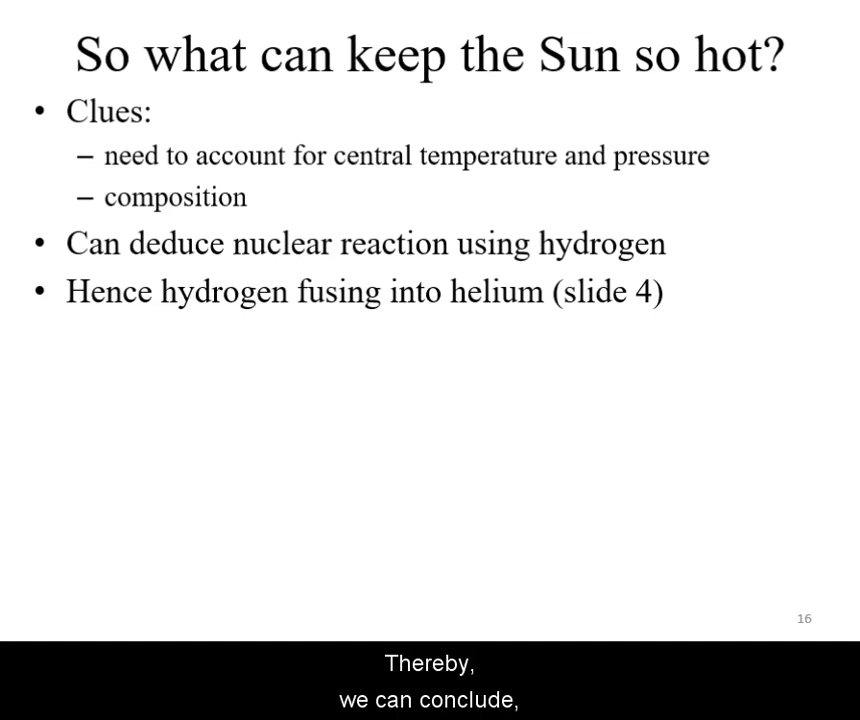 So what can keep the Sun so hot?
• Clues:
– need to account for central temperature and pressure
– composition
• Can deduce nuclear reaction using hydrogen
• Hence hydrogen fusing into helium (slide 4)
16
Thereby,
we can conclude,